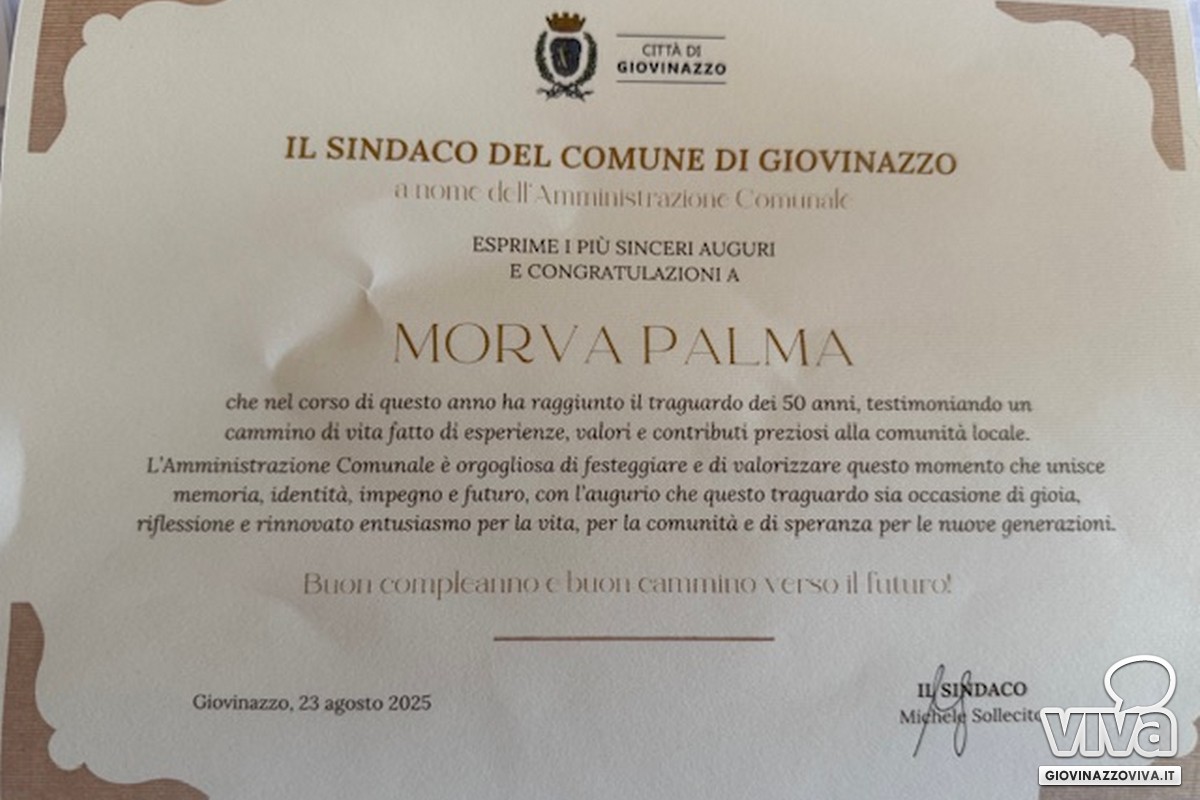 CITTÀ DI
GIOVINAZZO
IL SINDACO DEL COMUNE DI GIOVINAZZO
a nome dell'Amministrazione Comunale
ESPRIME I PIÙ SINCERI AUGURI
E CONGRATULAZIONI A
MORVA PALMA
che nel corso di questo anno ha raggiunto il traguardo dei 50 anni, testimoniando un
cammino di vita fatto di esperienze, valori e contributi preziosi alla comunità locale.
L'Amministrazione Comunale è orgogliosa di festeggiare e di valorizzare questo momento che unisce
memoria, identità, impegno e futuro, con l'augurio che questo traguardo sia occasione di gioia,
riflessione e rinnovato entusiasmo per la vita, per la comunità e di speranza per le nuove generazioni.
Buon compleanno e buon cammino verso il futuro!
Giovinazzo, 23 agosto 2025
IL SINDACO
Michele Sollecito
viva
GIOVINAZZOVIVA.IT